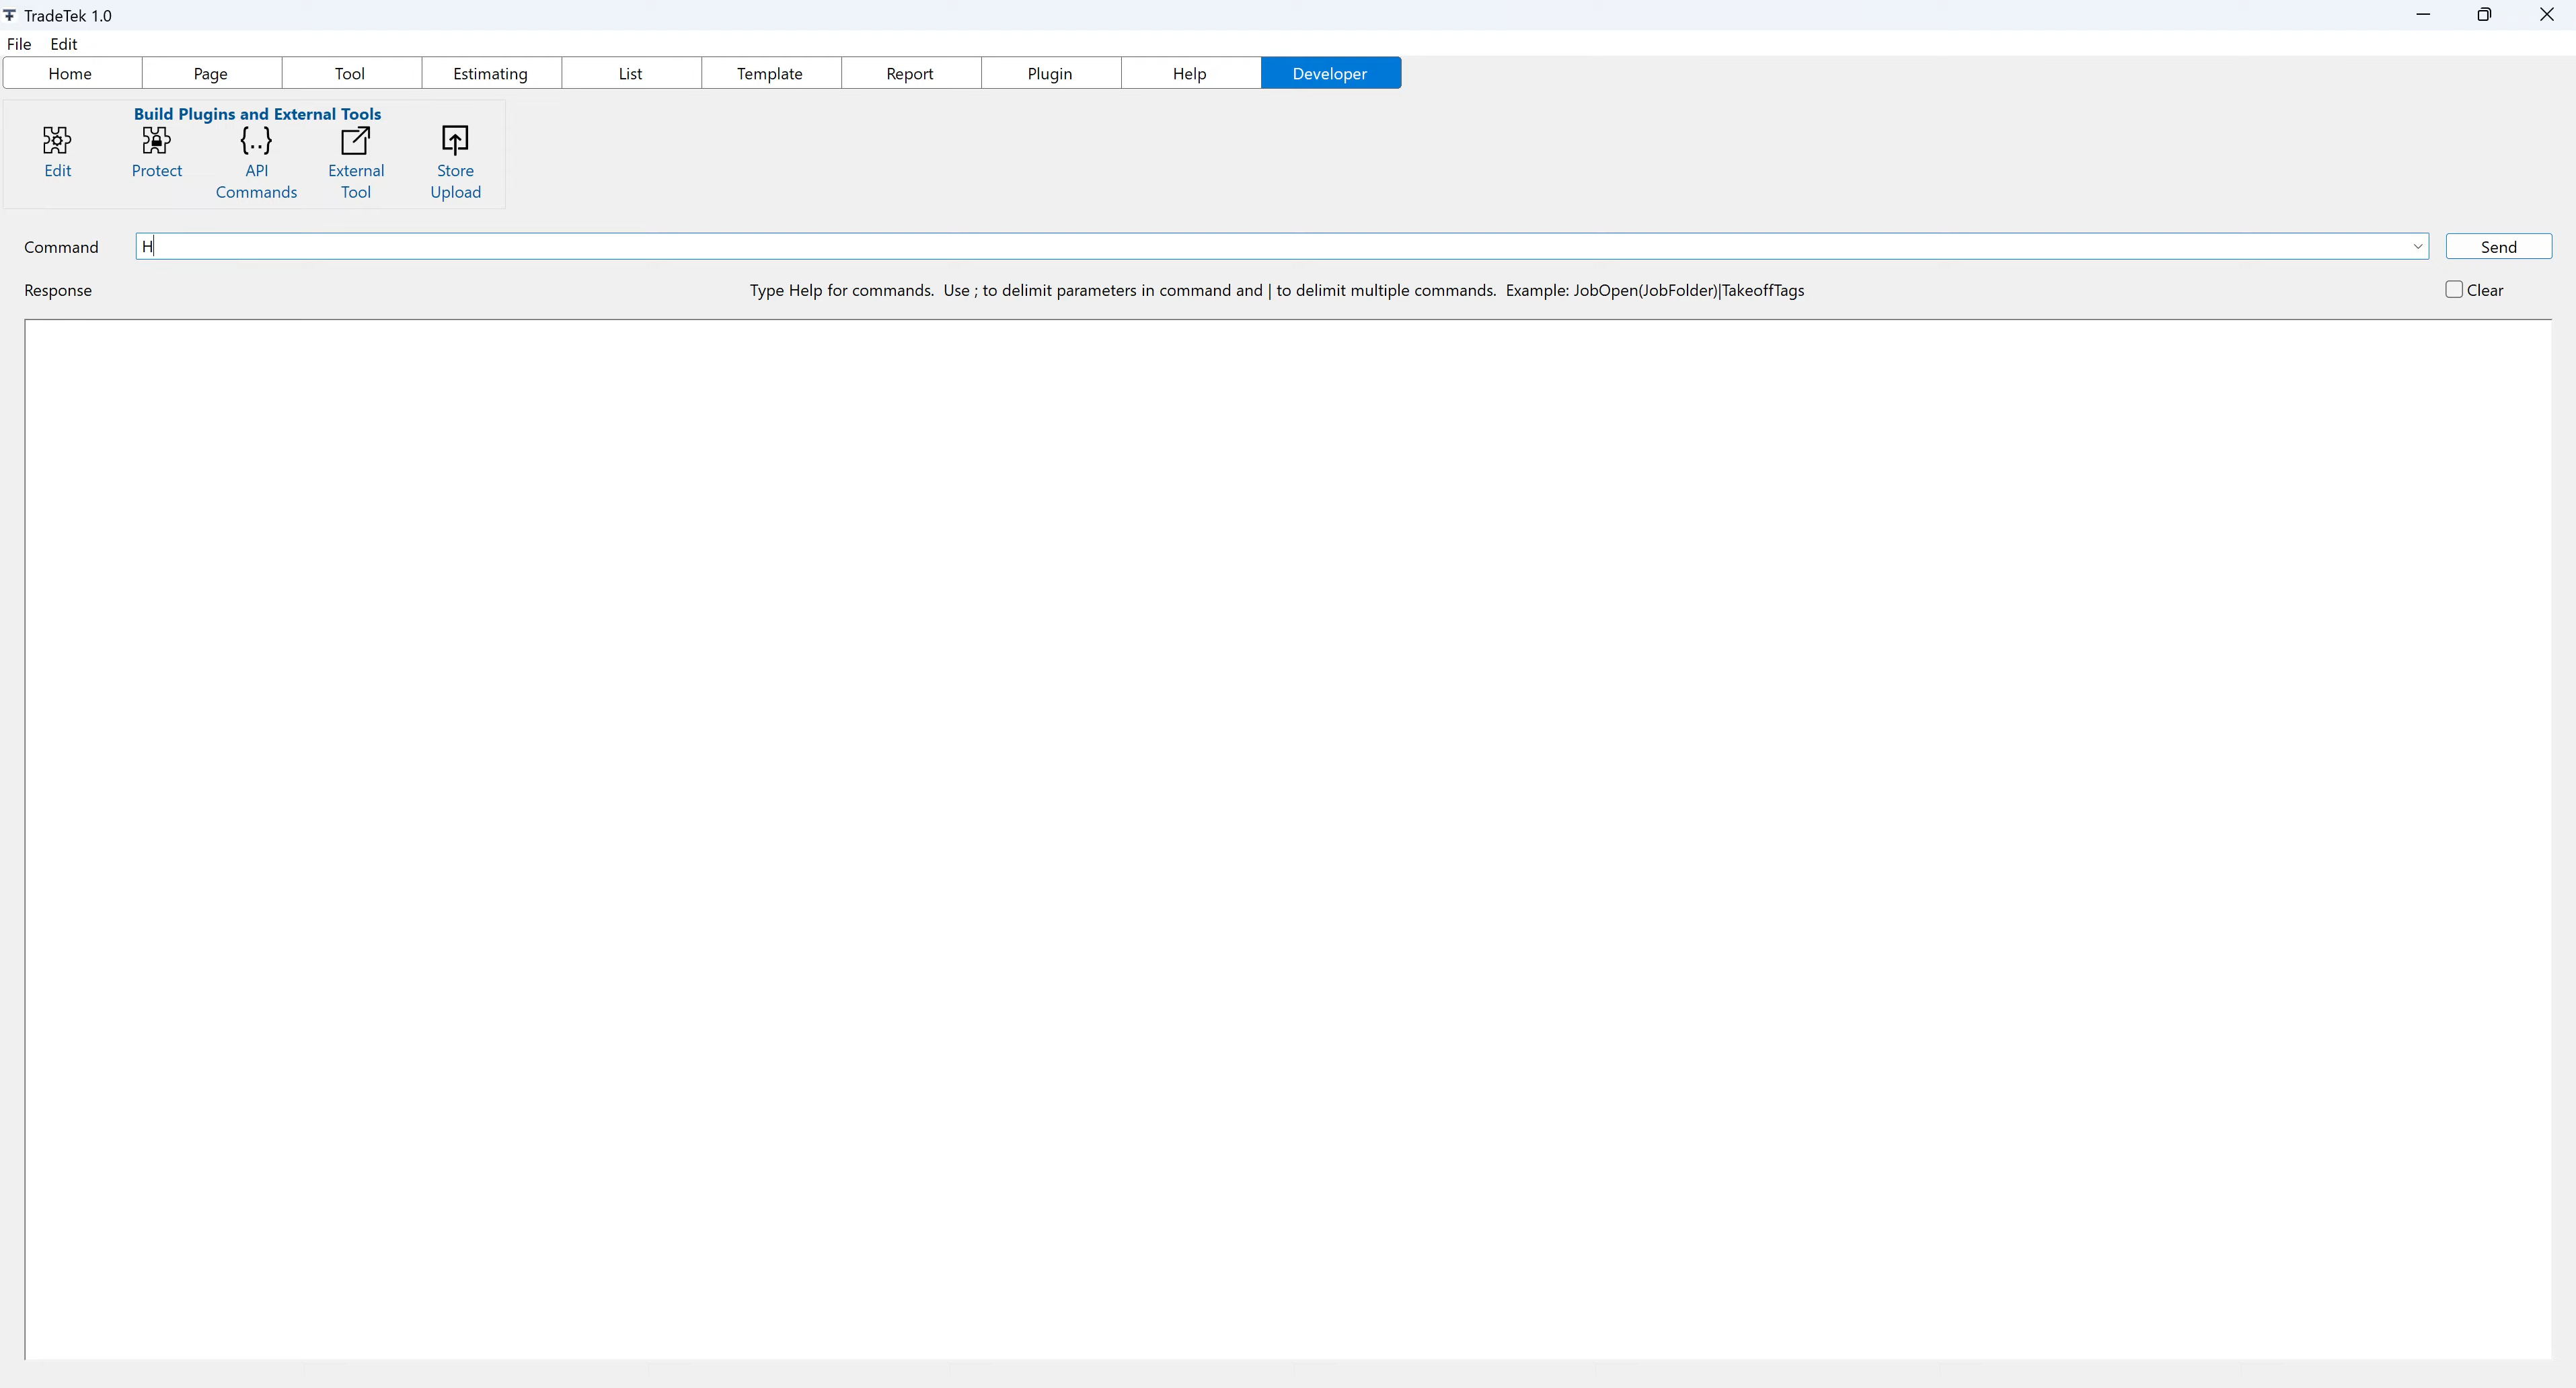 TradeTek 1.0
File Edit
Home Page Tool Estimating List Template Report Plugin Help Developer
Build Plugins and External Tools
Edit Protect API Commands External Tool Store Upload
Command H Send
Response Type Help for commands. Use ; to delimit parameters in command and | to delimit multiple commands. Example: JobOpen(JobFolder)|TakeoffTags Clear